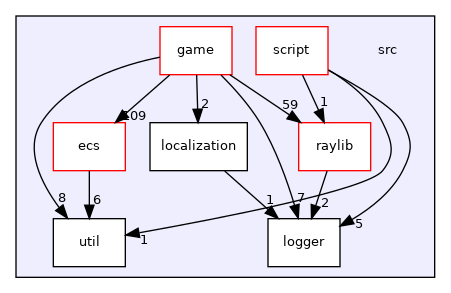 game
script
src
109
2
59
1
ecs
localization
raylib
8
6
1
7
2
5
util
1
logger